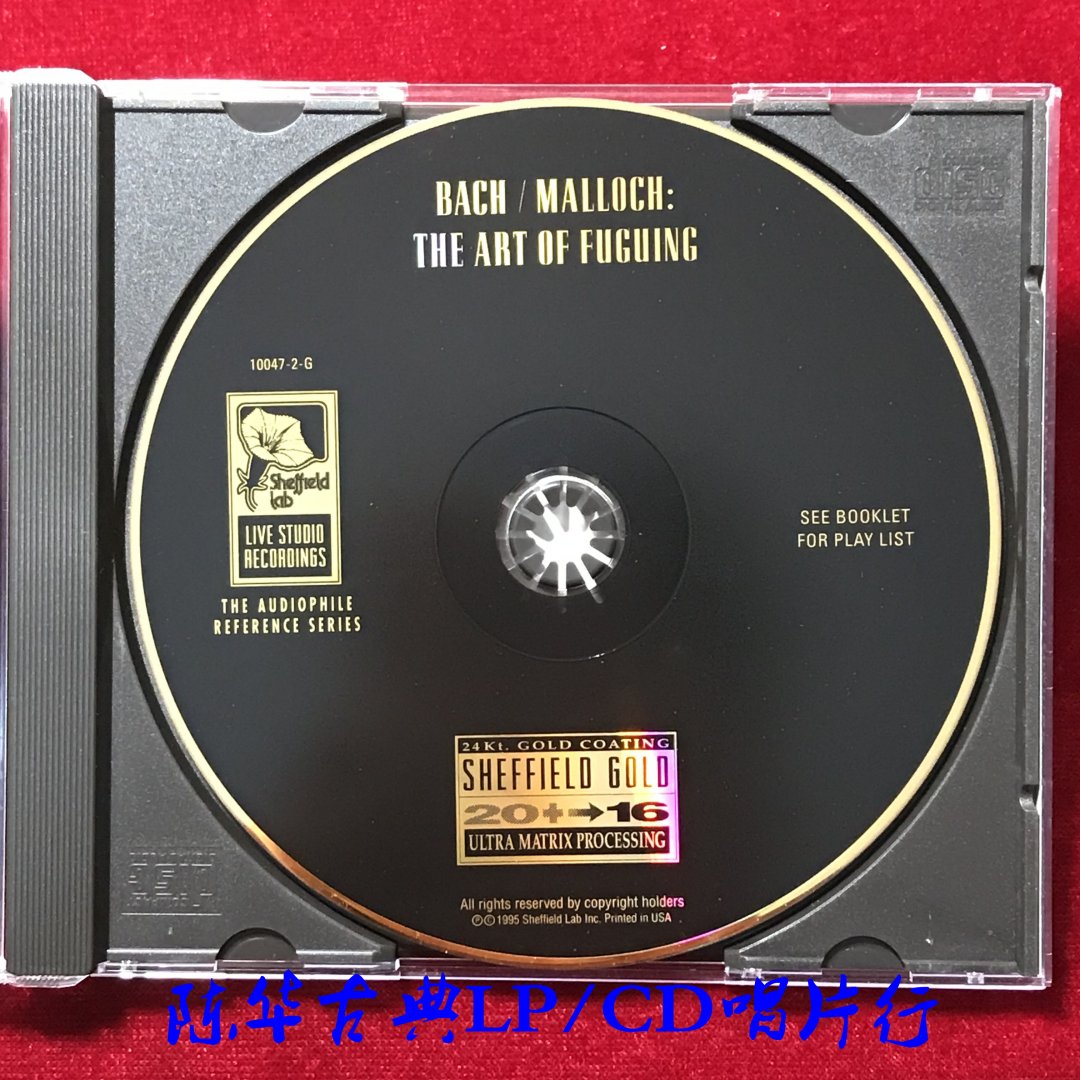 BACH / MALLOCH:
THE ART OF FUGUING
10047-2-G
Sheffield
lab
LIVE STUDIO
RECORDINGS
THE AUDIOPHILE
REFERENCE SERIES
SEE BOOKLET
FOR PLAY LIST
24Kt. GOLD COATING
SHEFFIELD GOLD
20+→16
ULTRA MATRIX PROCESSING
All rights reserved by copyright holders
℗©1995 Sheffield Lab Inc. Printed in USA
陈华古典LP/CD唱片行